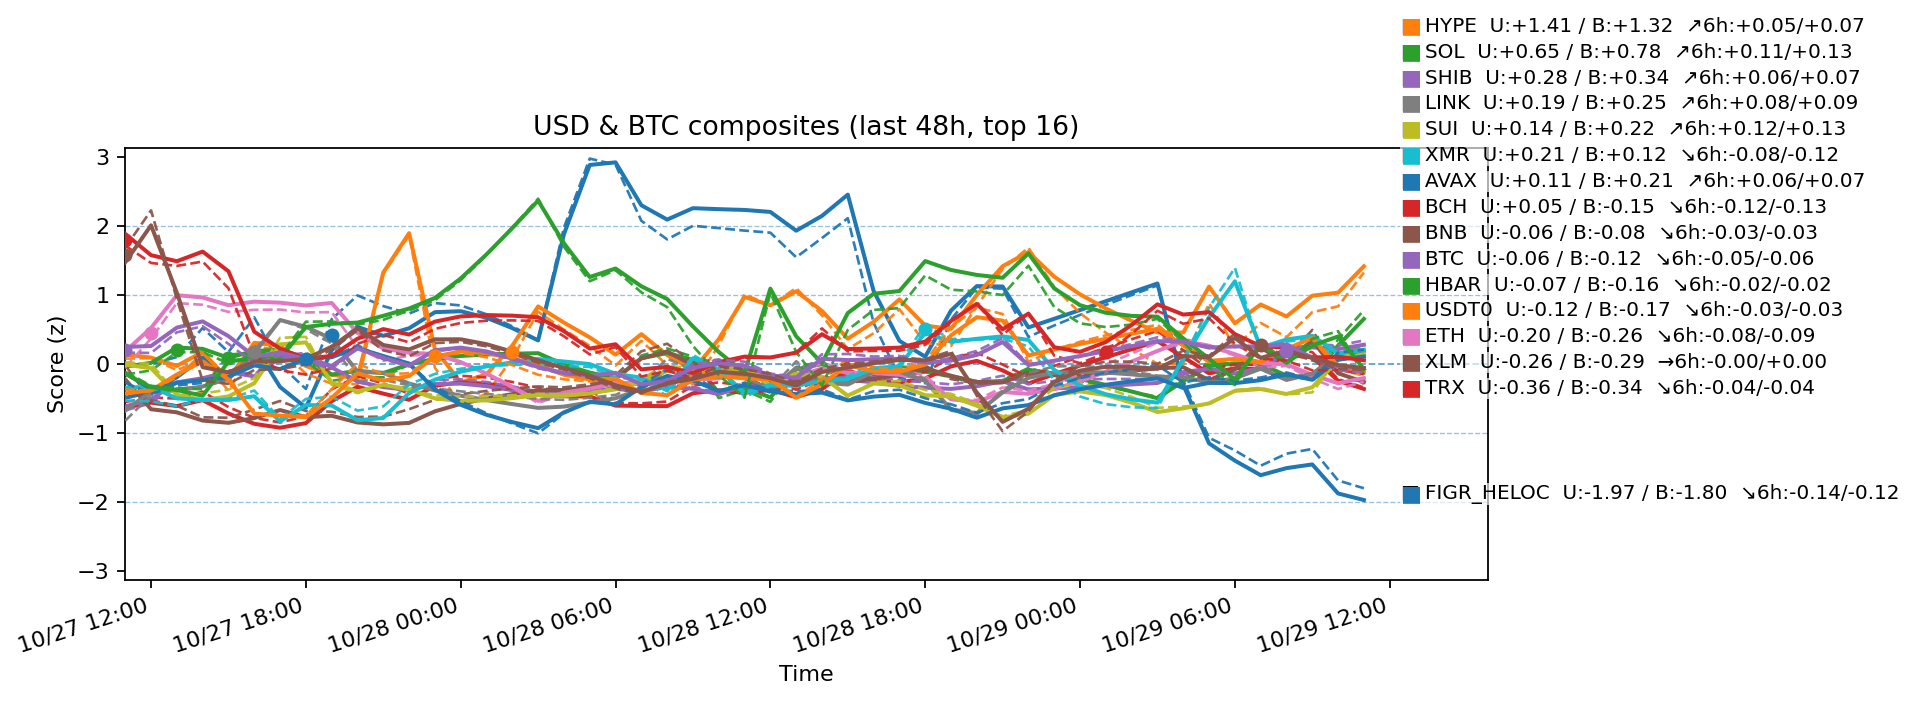 HYPE  U:+1.41 / B:+1.32  ↗6h:+0.05/+0.07
SOL  U:+0.65 / B:+0.78  ↗6h:+0.11/+0.13
SHIB  U:+0.28 / B:+0.34  ↗6h:+0.06/+0.07
LINK  U:+0.19 / B:+0.25  ↗6h:+0.08/+0.09
USD & BTC composites (last 48h, top 16)
SUI  U:+0.14 / B:+0.22  ↗6h:+0.12/+0.13
XMR  U:+0.21 / B:+0.12  ↘6h:-0.08/-0.12
AVAX  U:+0.11 / B:+0.21  ↗6h:+0.06/+0.07
BCH  U:+0.05 / B:-0.15  ↘6h:-0.12/-0.13
BNB  U:-0.06 / B:-0.08  ↘6h:-0.03/-0.03
BTC  U:-0.06 / B:-0.12  ↘6h:-0.05/-0.06
HBAR  U:-0.07 / B:-0.16  ↘6h:-0.02/-0.02
USDT0  U:-0.12 / B:-0.17  ↘6h:-0.03/-0.03
ETH  U:-0.20 / B:-0.26  ↘6h:-0.08/-0.09
XLM  U:-0.26 / B:-0.29  →6h:-0.00/+0.00
TRX  U:-0.36 / B:-0.34  ↘6h:-0.04/-0.04
FIGR_HELOC  U:-1.97 / B:-1.80  ↘6h:-0.14/-0.12
Score (z)
3
2
1
0
−1
−2
−3
10/27 12:00
10/27 18:00
10/28 00:00
10/28 06:00
10/28 12:00
10/28 18:00
10/29 00:00
10/29 06:00
10/29 12:00
Time